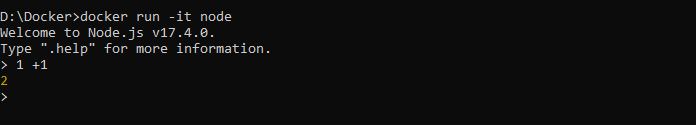 D:\Docker>docker run -it node
Welcome to Node.js v17.4.0.
Type ".help" for more information.
> 1 +1
2
>